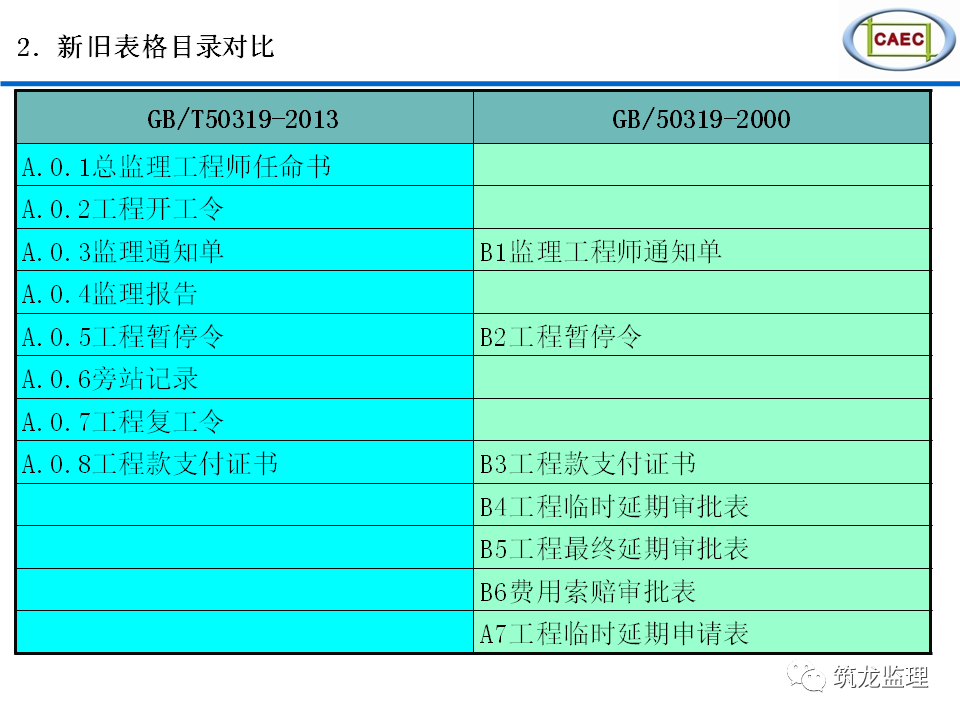 2．新旧表格目录对比
CAEC
GB/T50319-2013 GB/50319-2000
A.0.1总监理工程师任命书
A.0.2工程开工令
A.0.3监理通知单 B1监理工程师通知单
A.0.4监理报告
A.0.5工程暂停令 B2工程暂停令
A.0.6旁站记录
A.0.7工程复工令
A.0.8工程款支付证书 B3工程款支付证书
B4工程临时延期审批表
B5工程最终延期审批表
B6费用索赔审批表
A7工程临时延期申请表
筑龙监理